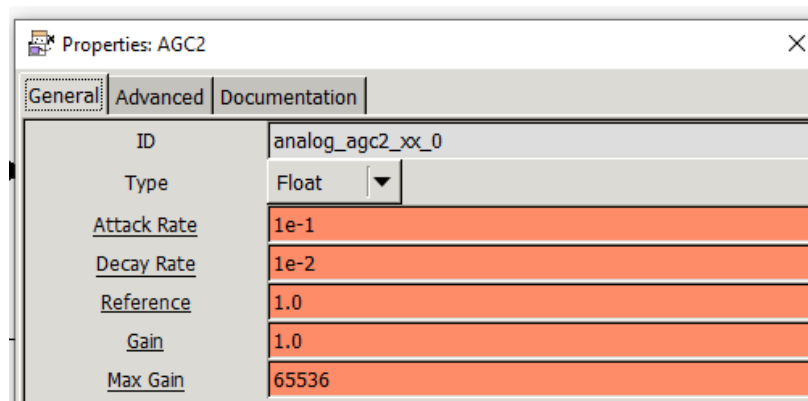 Properties: AGC2
General Advanced Documentation
ID analog_agc2_xx_0
Type Float
Attack Rate 1e-1
Decay Rate 1e-2
Reference 1.0
Gain 1.0
Max Gain 65536